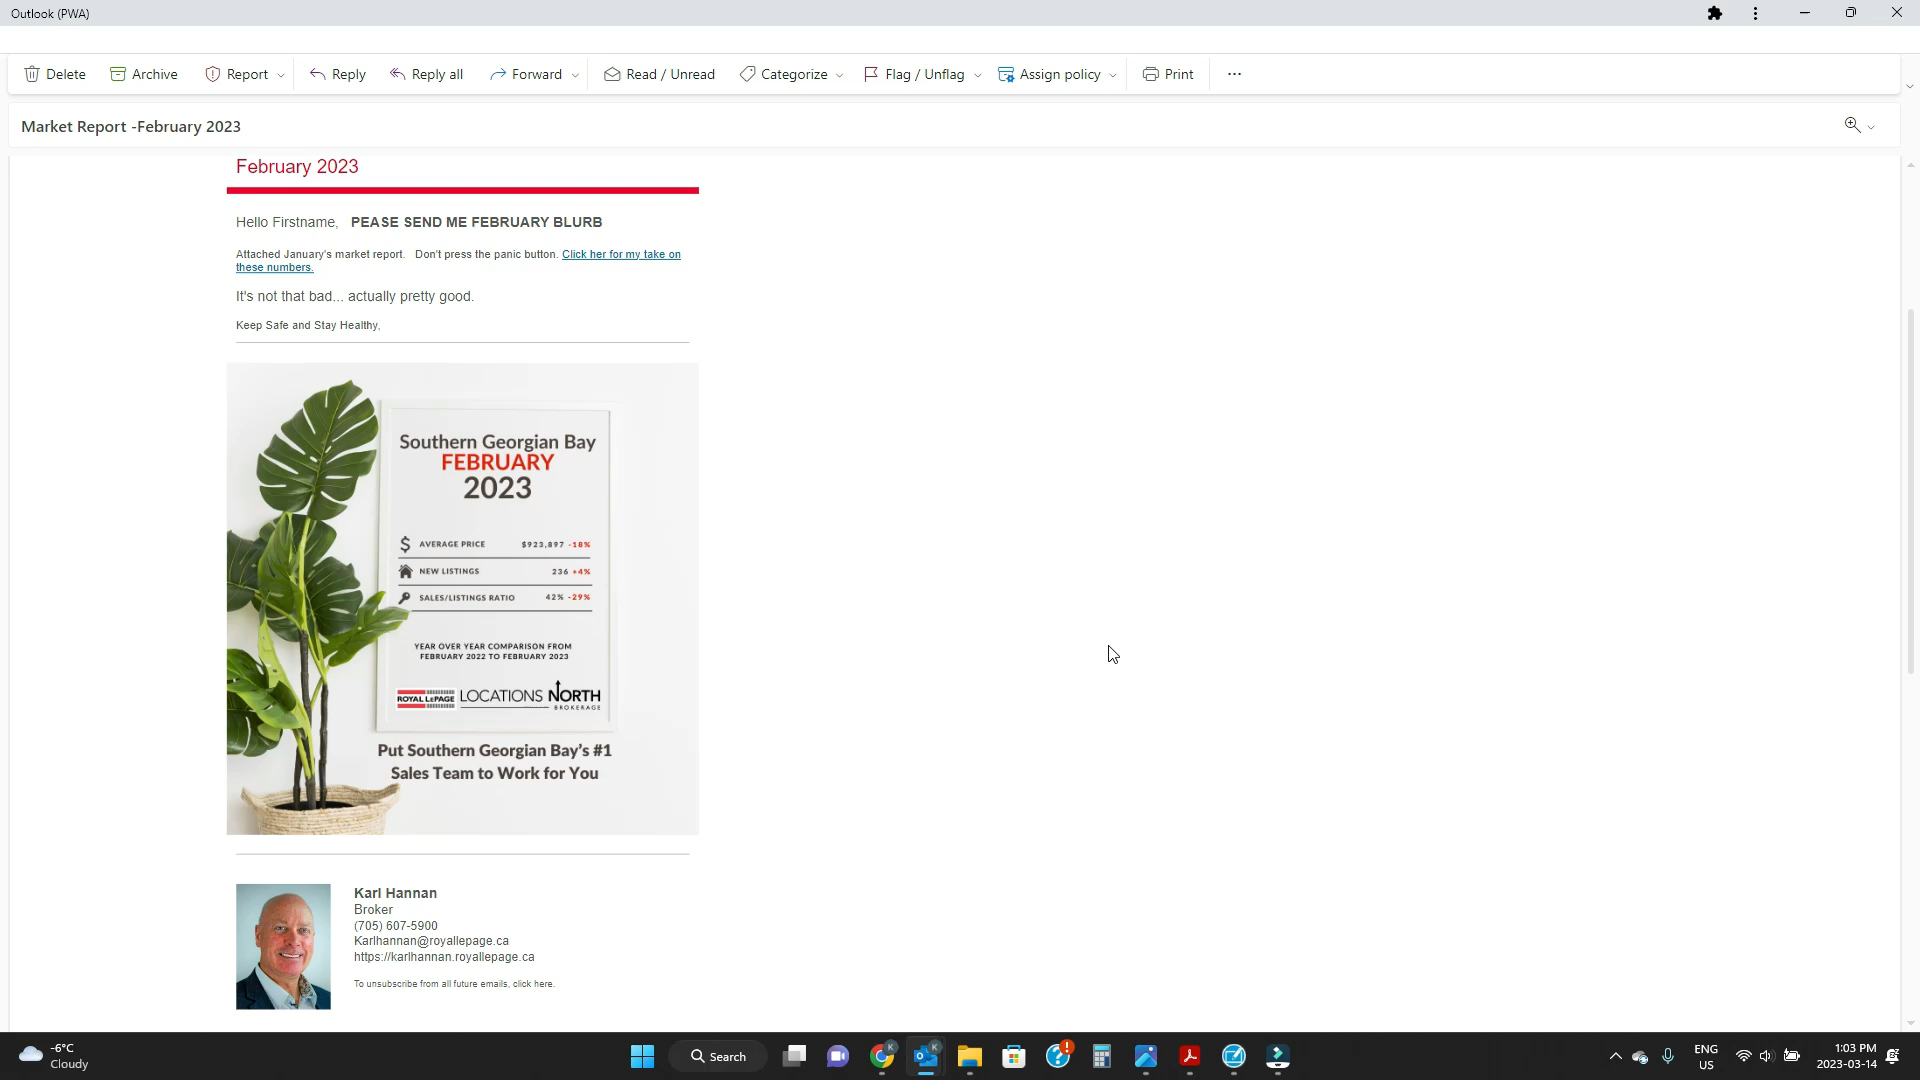 Outlook (PWA)
Delete
Archive
Report
Reply
Reply all
Forward
Read / Unread
Categorize
Flag / Unflag
Assign policy
Print
Market Report -February 2023
February 2023
Hello Firstname,   PEASE SEND ME FEBRUARY BLURB
Attached January's market report.   Don't press the panic button. Click her for my take on
these numbers.
It's not that bad... actually pretty good.
Keep Safe and Stay Healthy,
Southern Georgian Bay
FEBRUARY
2023
$ AVERAGE PRICE $923,897 -18%
NEW LISTINGS 236 +4%
SALES/LISTINGS RATIO 42% -29%
YEAR OVER YEAR COMPARISON FROM
FEBRUARY 2022 TO FEBRUARY 2023
ROYAL LEPAGE LOCATIONS NORTH
BROKERAGE
Put Southern Georgian Bay's #1
Sales Team to Work for You
Karl Hannan
Broker
(705) 607-5900
Karlhannan@royallepage.ca
https://karlhannan.royallepage.ca
To unsubscribe from all future emails, click here.
-6°C
Cloudy
Search
K
K
ENG
US
1:03 PM
2023-03-14